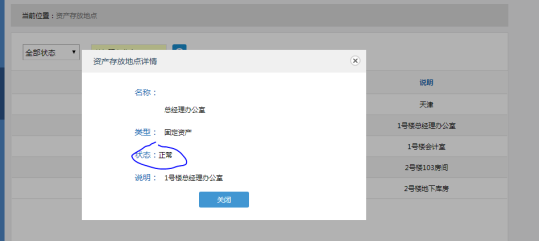 当前位置：资产存放地点
全部状态
资产存放地点详情
说明
名称：
总经理办公室
天津
类型： 固定资产
1号楼总经理办公室
状态：正常
1号楼会计室
2号楼103房间
说明： 1号楼总经理办公室
2号楼地下库房
关闭